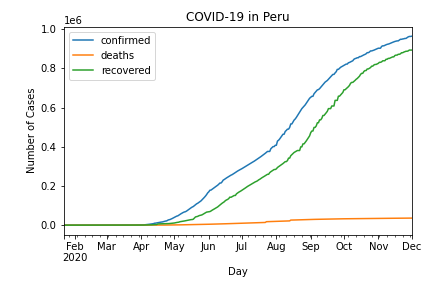 COVID-19 in Peru
1e6
confirmed
deaths
recovered
1.0
0.8
0.6
0.4
0.2
0.0
Number of Cases
Feb Mar Apr May Jun Jul Aug Sep Oct Nov Dec
2020
Day